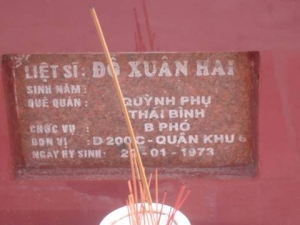 LIỆT SĨ : ĐỖ XUÂN HAI
SINH NĂM :
QUÊ QUÁN : QUỲNH PHỤ
THÁI BÌNH
CHỨC VỤ : B PHÓ
ĐƠN VỊ : D 200C - QUÂN KHU 6
NGÀY HY SINH : -01-1973